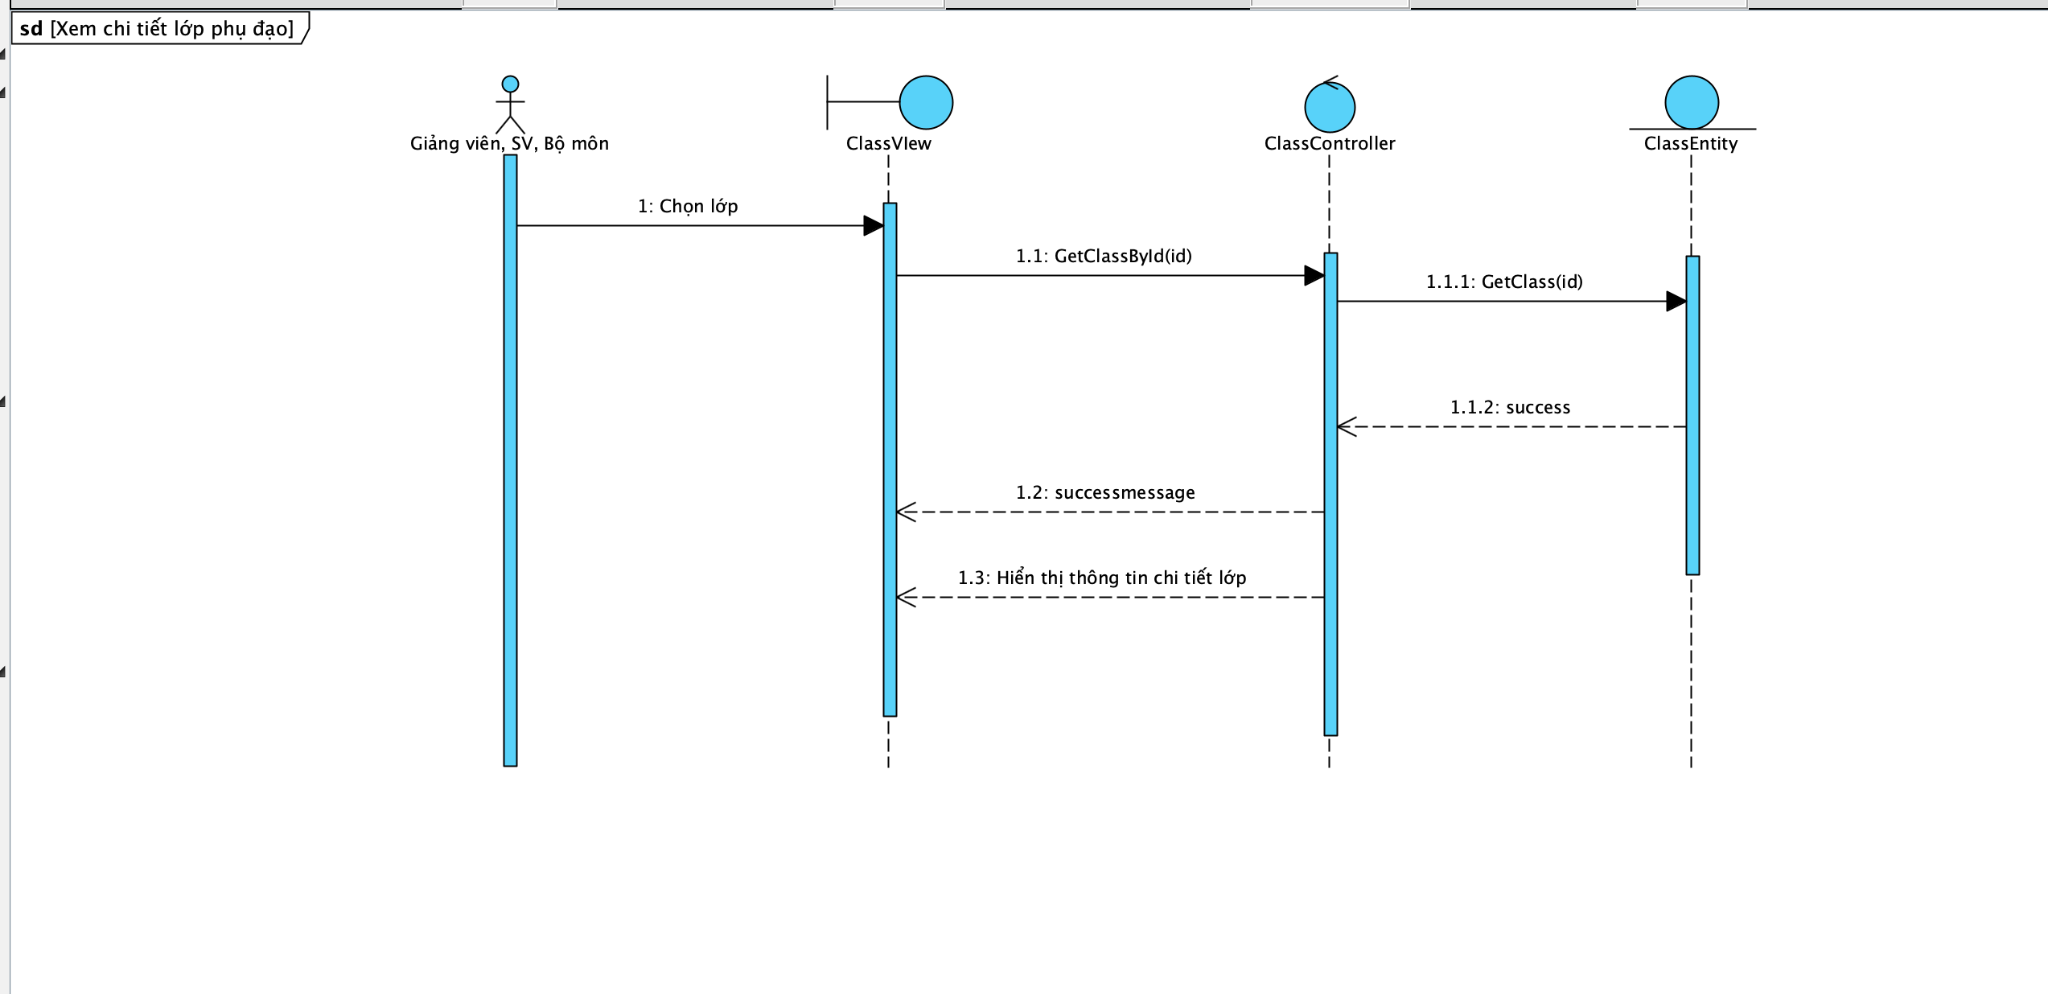 sd [Xem chi tiết lớp phụ đạo]
Giảng viên, SV, Bộ môn
ClassVIew
ClassController
ClassEntity
1: Chọn lớp
1.1: GetClassById(id)
1.1.1: GetClass(id)
1.1.2: success
1.2: successmessage
1.3: Hiển thị thông tin chi tiết lớp